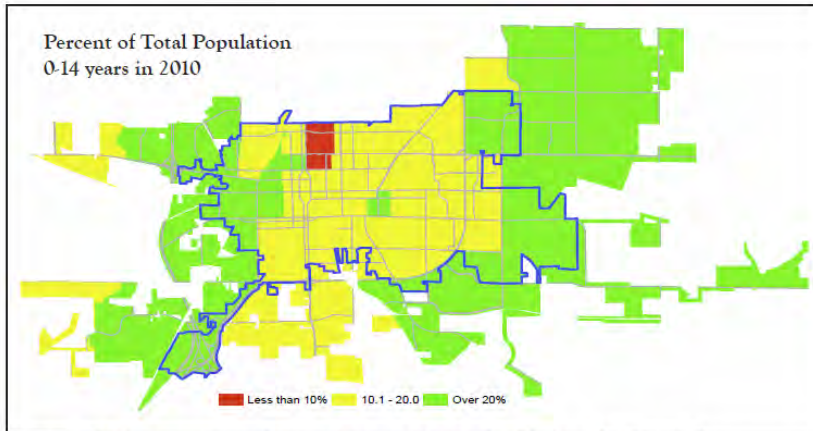 Percent of Total Population
0-14 years in 2010
Less than 10% 10.1 - 20.0 Over 20%